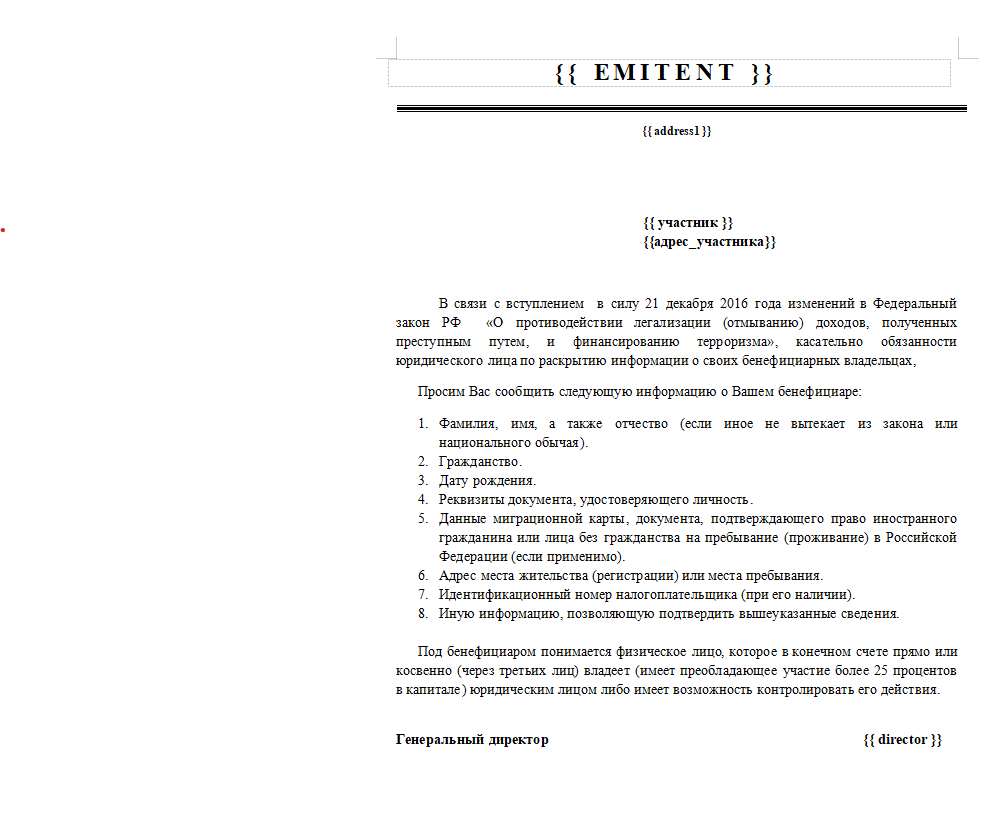 {{ EMITENT }}
{{ address1 }}
{{ участник }}
{{адрес_участника}}
В связи с вступлением в силу 21 декабря 2016 года изменений в Федеральный
закон РФ «О противодействии легализации (отмыванию) доходов, полученных
преступным путем, и финансированию терроризма», касательно обязанности
юридического лица по раскрытию информации о своих бенефициарных владельцах,
Просим Вас сообщить следующую информацию о Вашем бенефициаре:
1. Фамилия, имя, а также отчество (если иное не вытекает из закона или
национального обычая).
2. Гражданство.
3. Дату рождения.
4. Реквизиты документа, удостоверяющего личность.
5. Данные миграционной карты, документа, подтверждающего право иностранного
гражданина или лица без гражданства на пребывание (проживание) в Российской
Федерации (если применимо).
6. Адрес места жительства (регистрации) или места пребывания.
7. Идентификационный номер налогоплательщика (при его наличии).
8. Иную информацию, позволяющую подтвердить вышеуказанные сведения.
Под бенефициаром понимается физическое лицо, которое в конечном счете прямо или
косвенно (через третьих лиц) владеет (имеет преобладающее участие более 25 процентов
в капитале) юридическим лицом либо имеет возможность контролировать его действия.
Генеральный директор {{ director }}